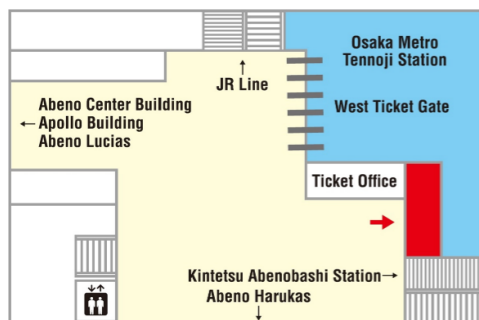 Osaka Metro
Tennoji Station
JR Line
Abeno Center Building
Apollo Building
Abeno Lucias
West Ticket Gate
Ticket Office
Kintetsu Abenobashi Station
Abeno Harukas